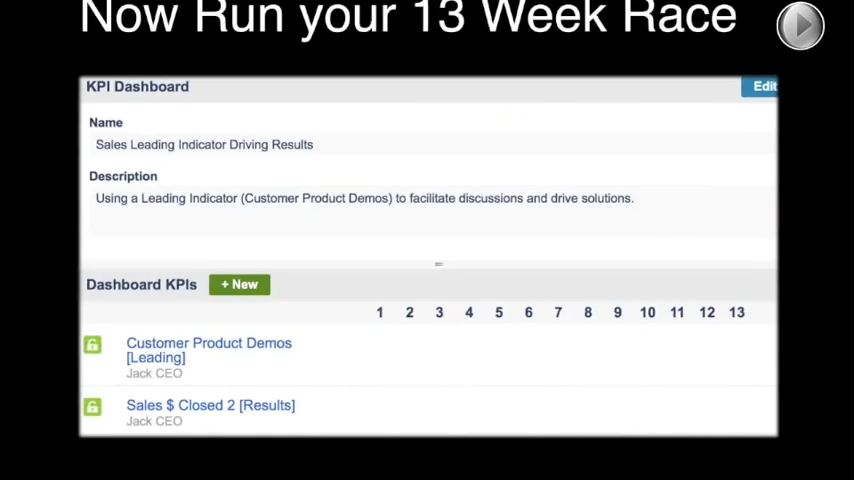 Now Run your 13 Week Race
KPI Dashboard
Edit
Name
Sales Leading Indicator Driving Results
Description
Using a Leading Indicator (Customer Product Demos) to facilitate discussions and drive solutions.
Dashboard KPIs + New
1 2 3 4 5 6 7 8 9 10 11 12 13
Customer Product Demos
[Leading]
Jack CEO
Sales $ Closed 2 [Results]
Jack CEO